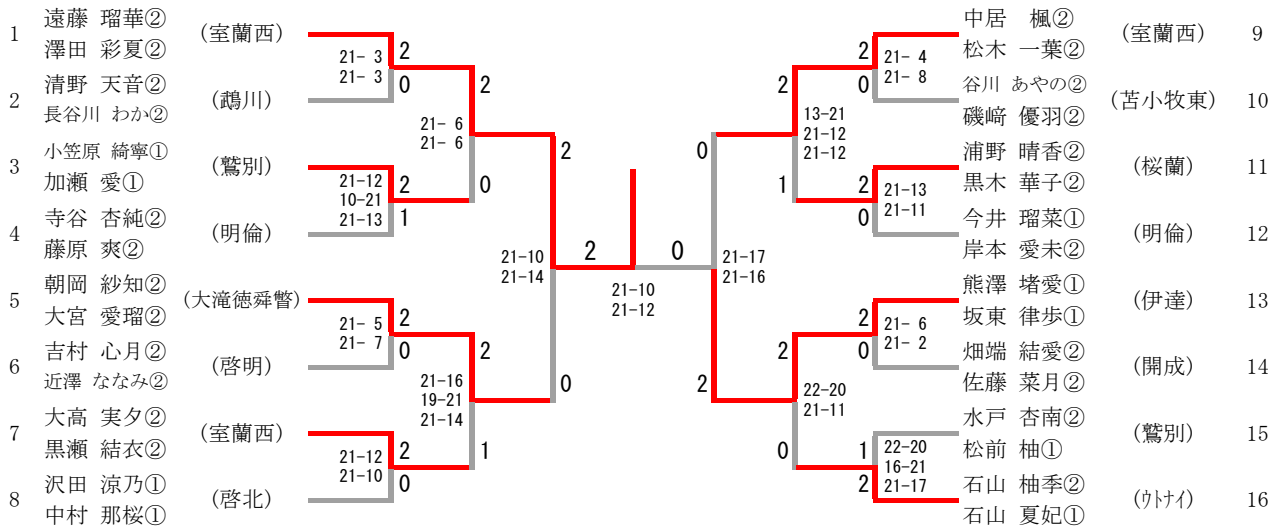 1 遠藤 瑠華② (室蘭西)
澤田 彩夏②
2 清野 天音② (鵡川)
長谷川 わか②
3 小笠原 綺寧① (鷲別)
加瀬 愛①
4 寺谷 杏純② (明倫)
藤原 爽②
5 朝岡 紗知② (大滝徳舜瞥)
大宮 愛瑠②
6 吉村 心月② (啓明)
近澤 ななみ②
7 大高 実夕② (室蘭西)
黒瀬 結衣②
8 沢田 涼乃① (啓北)
中村 那桜①
21- 3
21- 3
2
0
21-12
10-21
21-13
2
1
21- 5
21- 7
2
0
21-12
21-10
2
0
21- 6
21- 6
2
0
21-16
19-21
21-14
2
1
21-10
21-14
2
0
2 0
21-10
21-12
21-17
21-16
0
2
13-21
21-12
21-12
2
1
22-20
21-11
2
0
21- 4
21- 8
2
0
21-13
21-11
2
0
21- 6
21- 2
2
0
22-20
16-21
21-17
1
2
中居 楓② (室蘭西) 9
松木 一葉②
谷川 あやの② (苫小牧東) 10
磯﨑 優羽②
浦野 晴香② (桜蘭) 11
黒木 華子②
今井 瑠菜① (明倫) 12
岸本 愛未②
熊澤 堵愛① (伊達) 13
坂東 律歩①
畑端 結愛② (開成) 14
佐藤 菜月②
水戸 杏南② (鷲別) 15
松前 柚①
石山 柚季② (ウトナイ) 16
石山 夏妃①